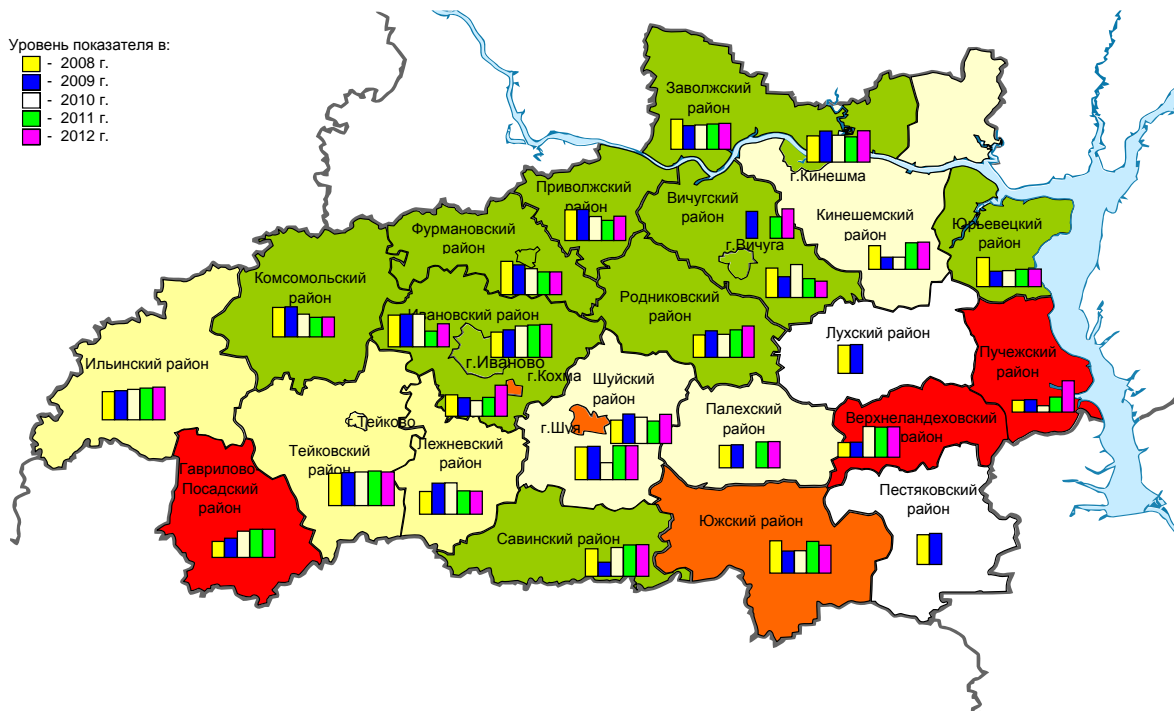 Уровень показателя в:
- 2008 г.
- 2009 г.
- 2010 г.
- 2011 г.
- 2012 г.
Заволжский
район
г.Кинешма
Приволжский
район
Вичугский
район
Кинешемский
район
Юрьевецкий
район
Фурмановский
район
г.Вичуга
Комсомольский
район
Родниковский
район
Ивановский
район
Лухский район
Пучежский
район
Ильинский район
г.Иваново
г.Кохма
Шуйский
район
г.Шуя
Палехский
район
Верхнеландеховский
район
г.Тейково
Тейковский
район
Лежневский
район
Гаврилово-
Посадский
район
Пестяковский
район
Южский район
Савинский район